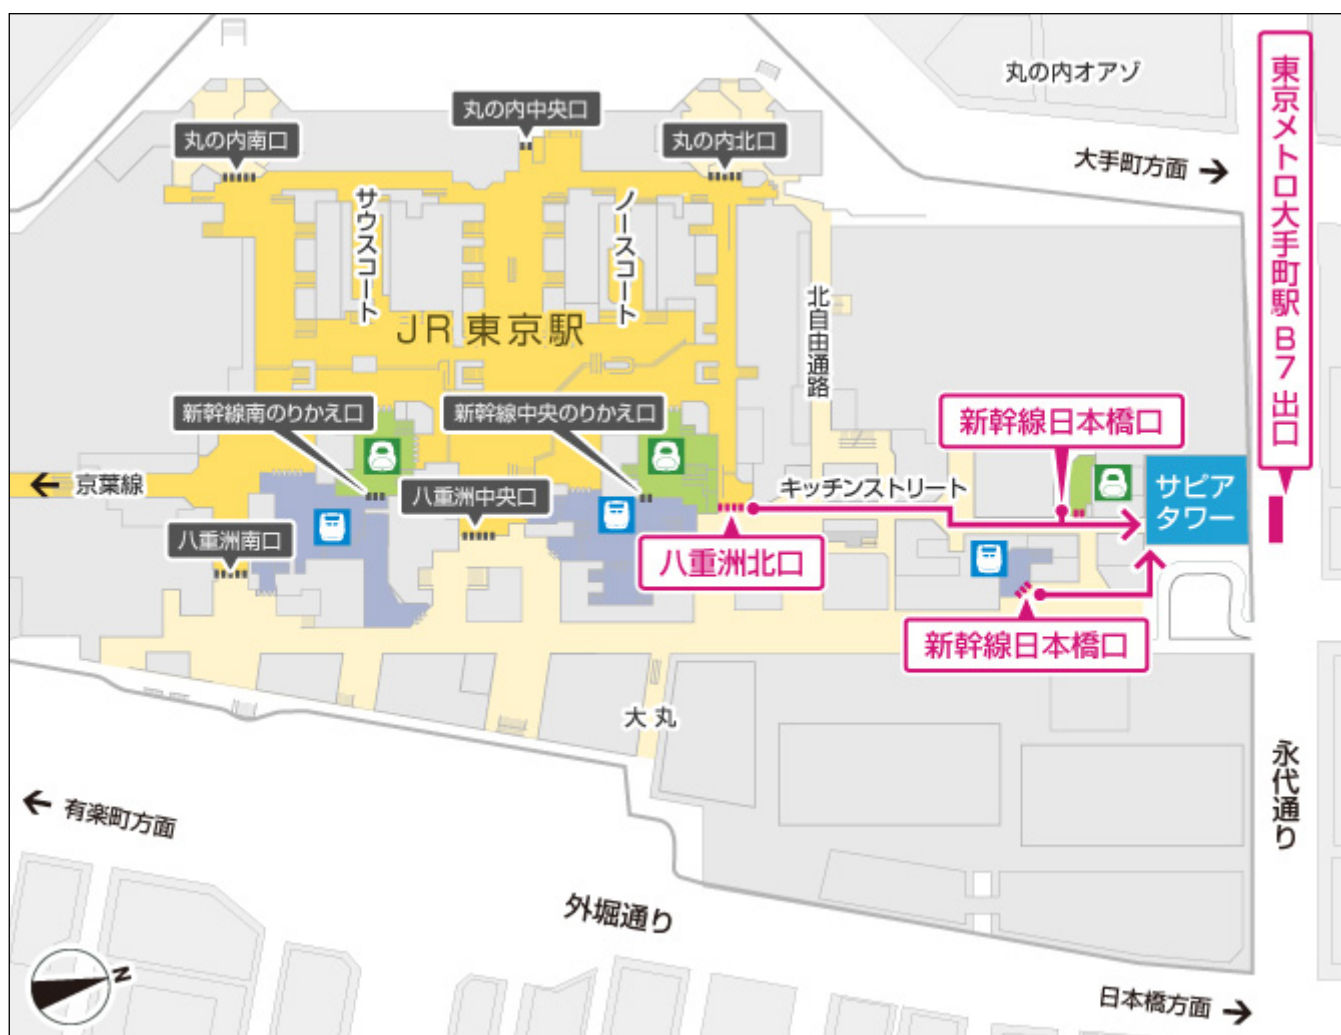 丸の内オアゾ
東京メトロ大手町駅 B7 出口
丸の内中央口
丸の内南口
丸の内北口
大手町方面
サウスコート
ノースコート
JR 東京駅
北自由通路
新幹線南のりかえ口
新幹線中央のりかえ口
新幹線日本橋口
京葉線
八重洲中央口
キッチンストリート
サピア
タワー
八重洲南口
八重洲北口
新幹線日本橋口
大丸
永代通り
有楽町方面
外堀通り
N
日本橋方面